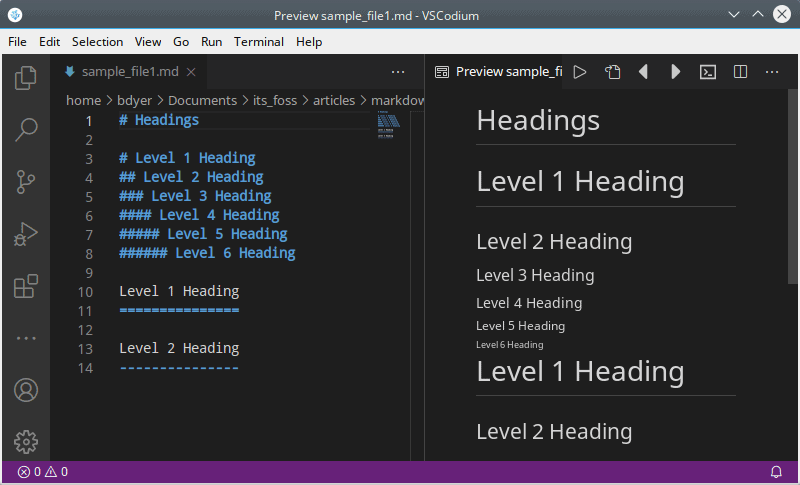 Preview sample_file1.md - VSCodium
File Edit Selection View Go Run Terminal Help
sample_file1.md
home > bdyer > Documents > its_foss > articles > markdow
1 # Headings
2
3 # Level 1 Heading
4 ## Level 2 Heading
5 ### Level 3 Heading
6 #### Level 4 Heading
7 ##### Level 5 Heading
8 ###### Level 6 Heading
9
10 Level 1 Heading
11 ===============
12
13 Level 2 Heading
14 ---------------
Preview sample_fi
Headings
Level 1 Heading
Level 2 Heading
Level 3 Heading
Level 4 Heading
Level 5 Heading
Level 6 Heading
Level 1 Heading
Level 2 Heading
0 0